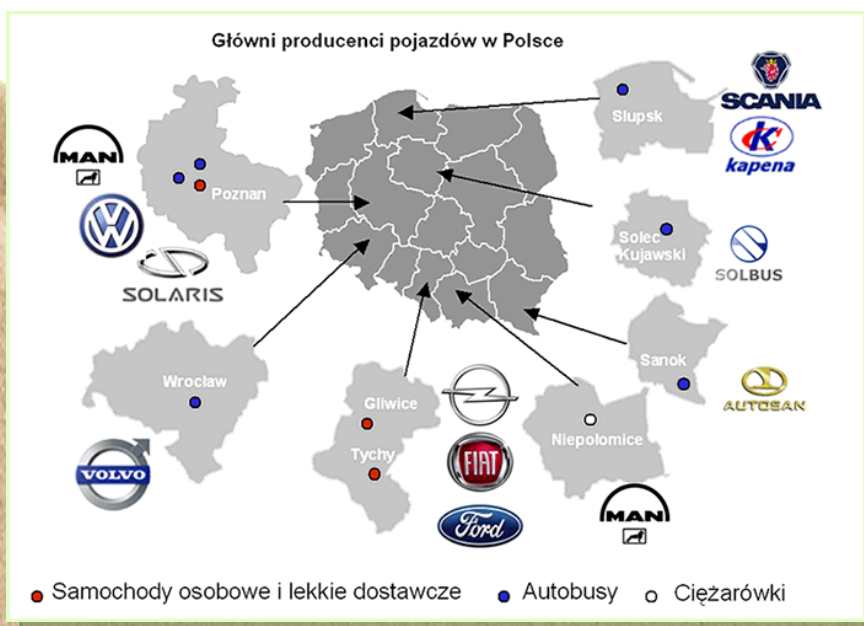 Główni producenci pojazdów w Polsce
SCANIA
Slupsk
kapena
MAN
Poznan
SOLARIS
Solec
Kujawski
SOLBUS
Sanok
AUTOSAN
Wrocław
VOLVO
Gliwice
Tychy
FIAT
Ford
Niepolomice
MAN
Samochody osobowe i lekkie dostawcze
Autobusy
Ciężarówki